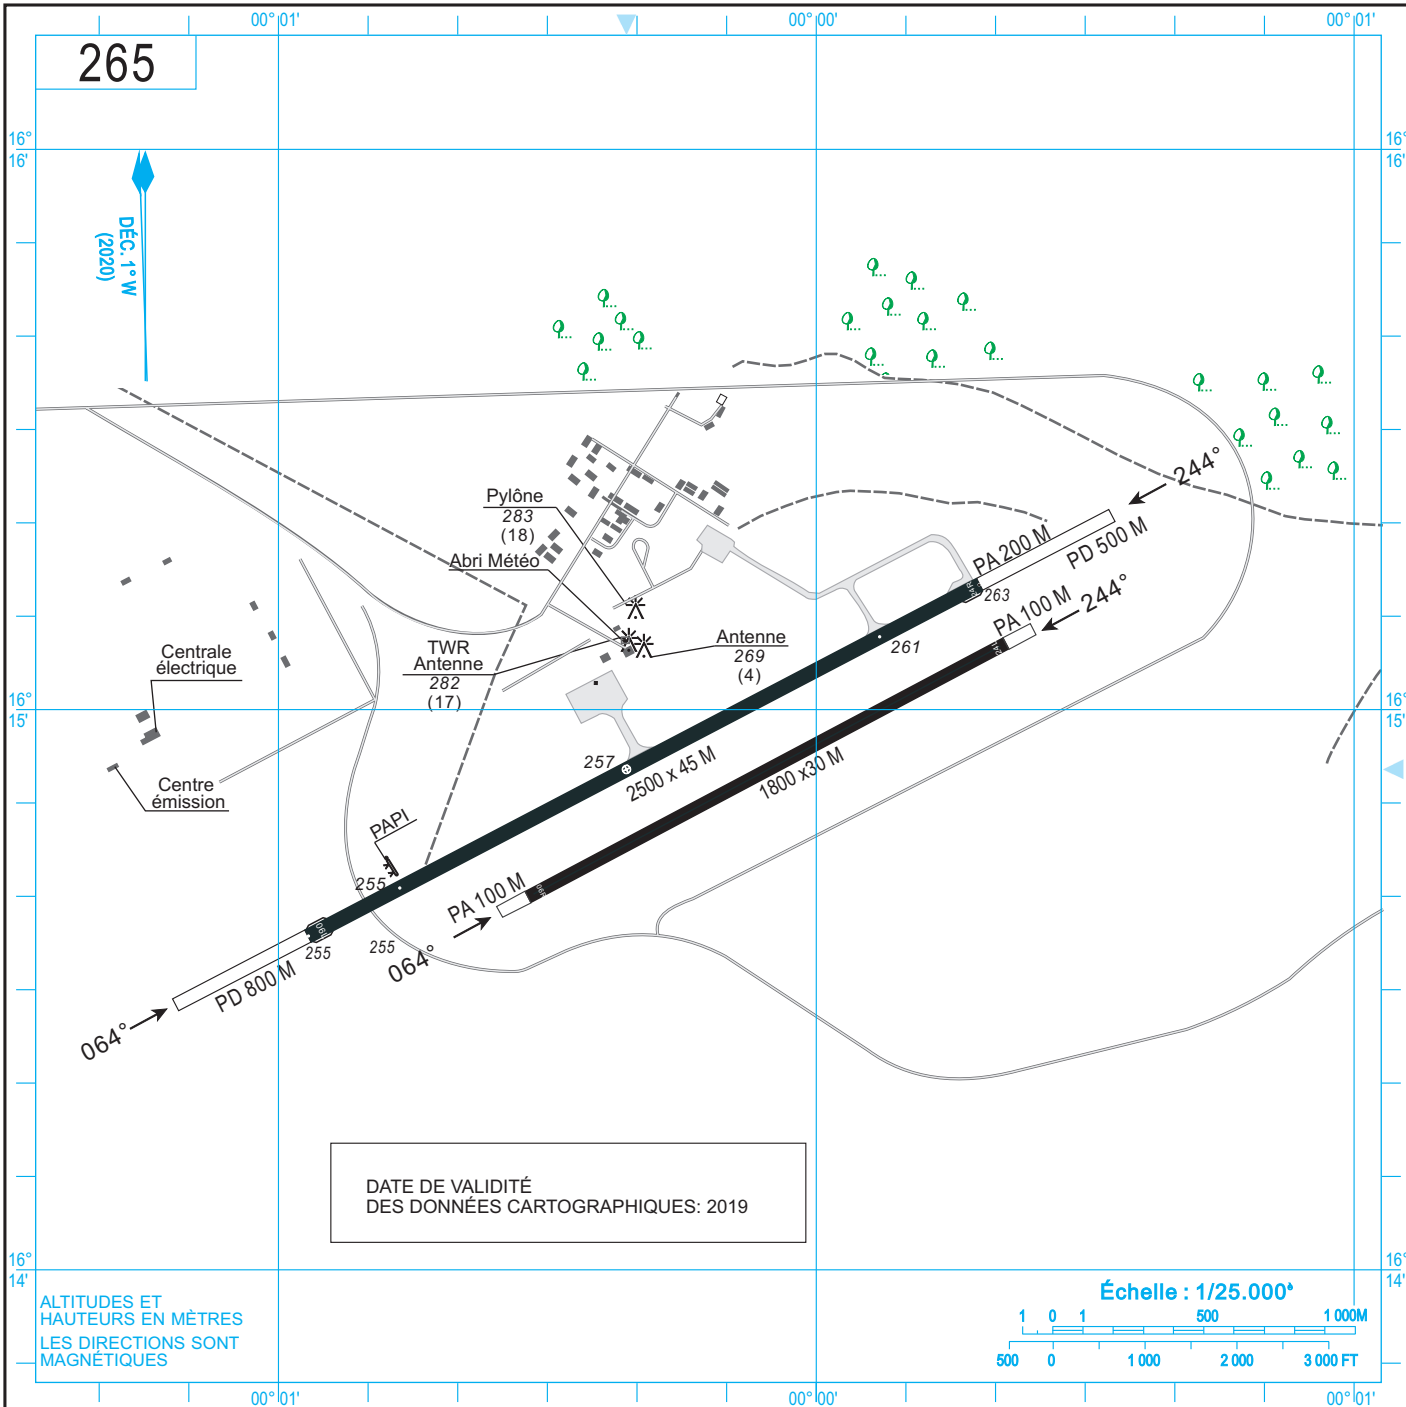 00° 01' 00° 00' 00° 01'
265
16°
16'
16°
16'
DÉC. 1° W
(2020)
244°
Pylône
283
(18)
PA 200 M
PD 500 M
Abri Météo
263
PA 100 M
244°
Centrale
électrique
TWR
Antenne
282
(17)
Antenne
269
(4)
261
16°
15'
16°
15'
257
2500 x 45 M
1800 x30 M
Centre
émission
PAPI
255
PA 100 M
255
255
064°
PD 800 M
064°
DATE DE VALIDITÉ
DES DONNÉES CARTOGRAPHIQUES: 2019
16°
14'
16°
14'
ALTITUDES ET
HAUTEURS EN MÈTRES
LES DIRECTIONS SONT
MAGNÉTIQUES
Échelle : 1/25.000è
1 0 1 500 1 000M
500 0 1 000 2 000 3 000 FT
00° 01' 00° 00' 00° 01'